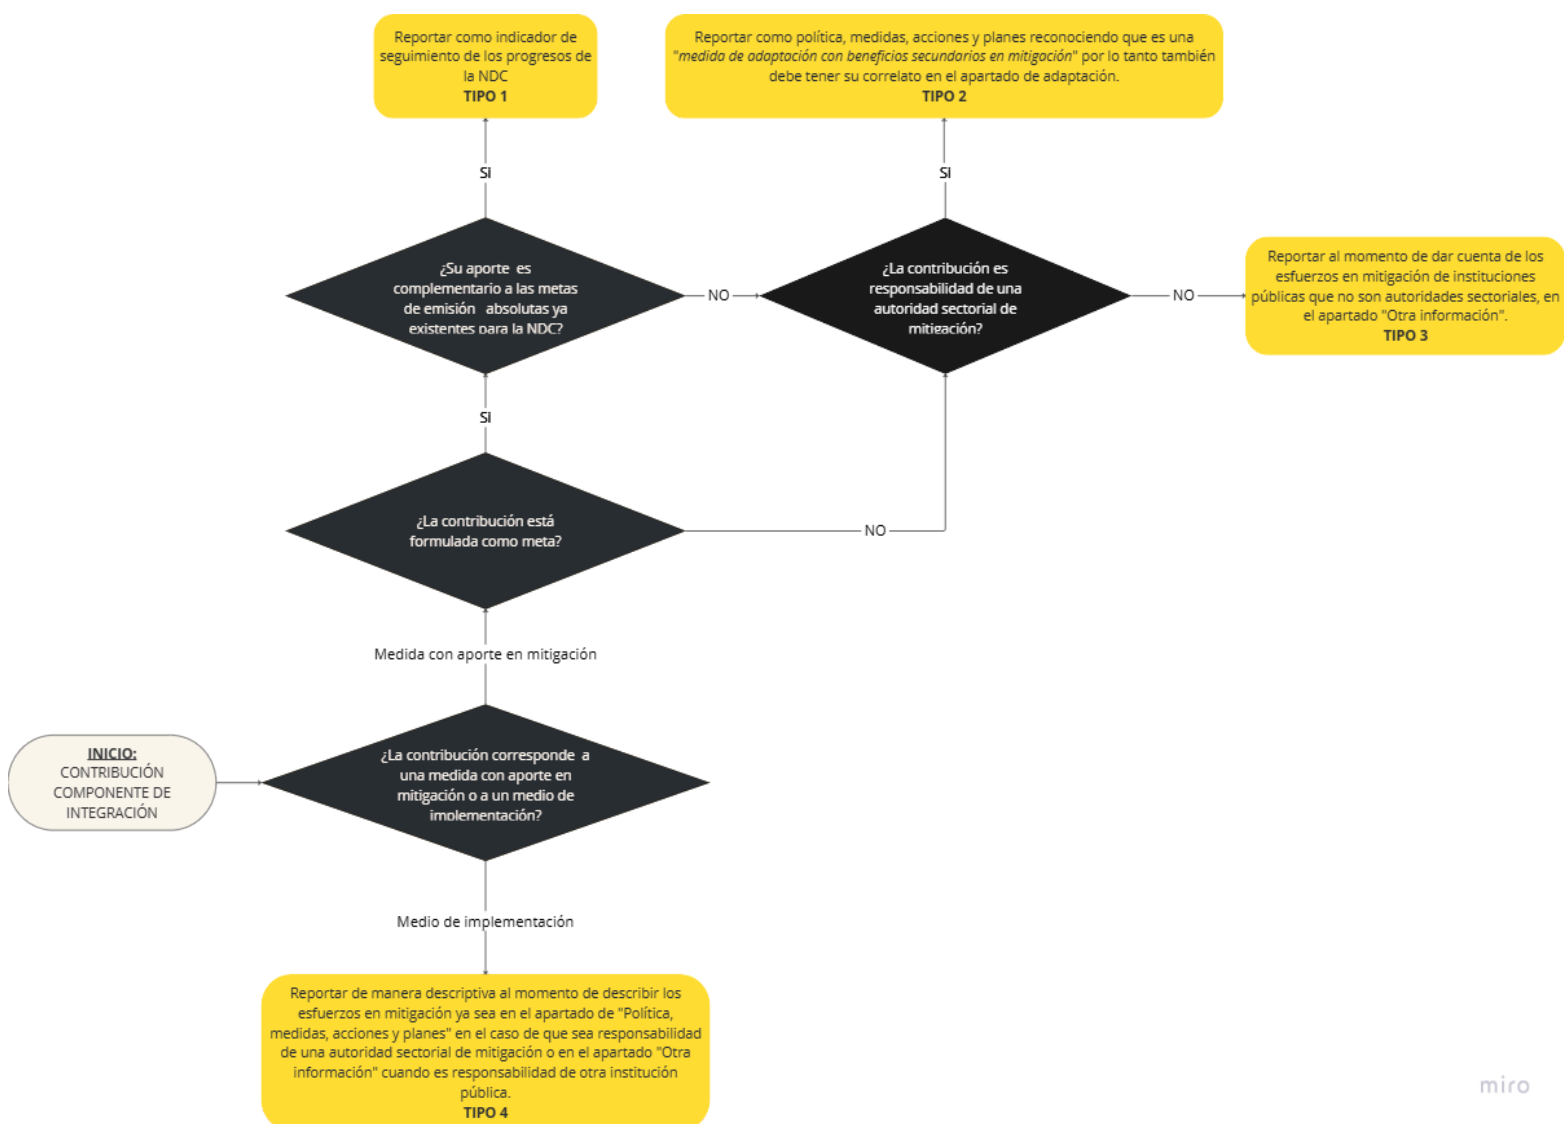 Reportar como indicador de
seguimiento de los progresos de
la NDC
TIPO 1
Reportar como política, medidas, acciones y planes reconociendo que es una
"medida de adaptación con beneficios secundarios en mitigación" por lo tanto también
debe tener su correlato en el apartado de adaptación.
TIPO 2
SI
SI
¿Su aporte es
complementario a las metas
de emisión absolutas ya
existentes para la NDC?
NO
¿La contribución es
responsabilidad de una
autoridad sectorial de
mitigación?
NO
Reportar al momento de dar cuenta de los
esfuerzos en mitigación de instituciones
públicas que no son autoridades sectoriales, en
el apartado "Otra información".
TIPO 3
SI
¿La contribución está
formulada como meta?
NO
Medida con aporte en mitigación
INICIO:
CONTRIBUCIÓN
COMPONENTE DE
INTEGRACIÓN
¿La contribución corresponde a
una medida con aporte en
mitigación o a un medio de
implementación?
Medio de implementación
Reportar de manera descriptiva al momento de describir los
esfuerzos en mitigación ya sea en el apartado de "Política,
medidas, acciones y planes" en el caso de que sea responsabilidad
de una autoridad sectorial de mitigación o en el apartado "Otra
información" cuando es responsabilidad de otra institución
pública.
TIPO 4
miro